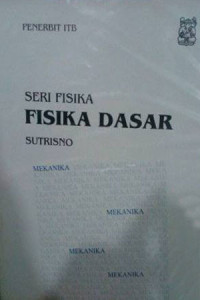 PENERBIT ITB
SERI FISIKA
FISIKA DASAR
SUTRISNO
MEKANIKA
MEKANIKA
MEKANIKA
MEKANIKA